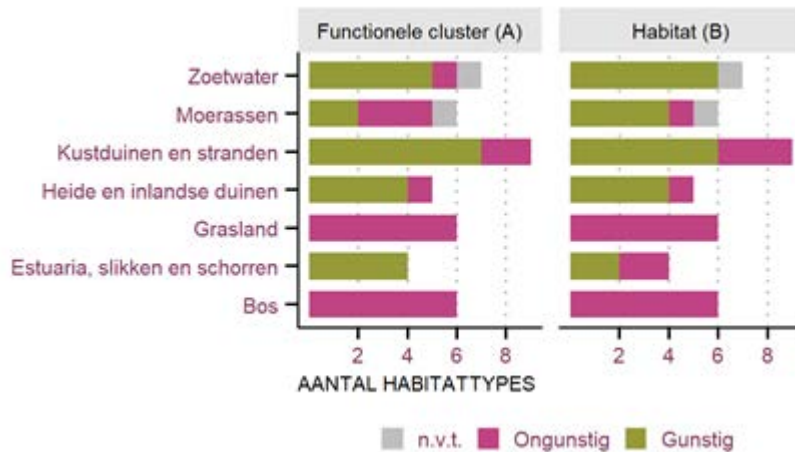 Functionele cluster (A) Habitat (B)
Zoetwater
Moerassen
Kustduinen en stranden
Heide en inlandse duinen
Grasland
Estuaria, slikken en schorren
Bos
2 4 6 8 2 4 6 8
AANTAL HABITATTYPES
n.v.t. Ongunstig Gunstig